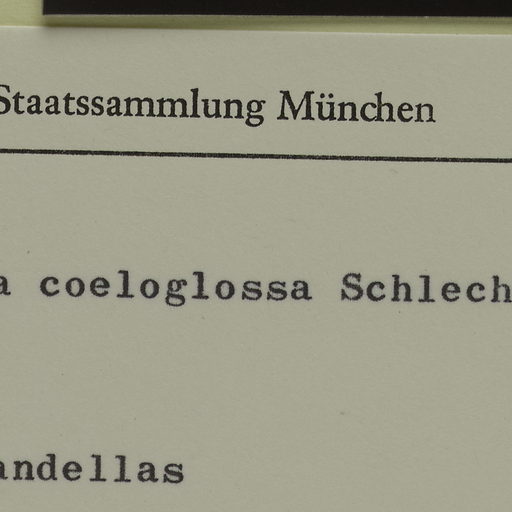 Staatssammlung München
a coeloglossa Schlech
andellas